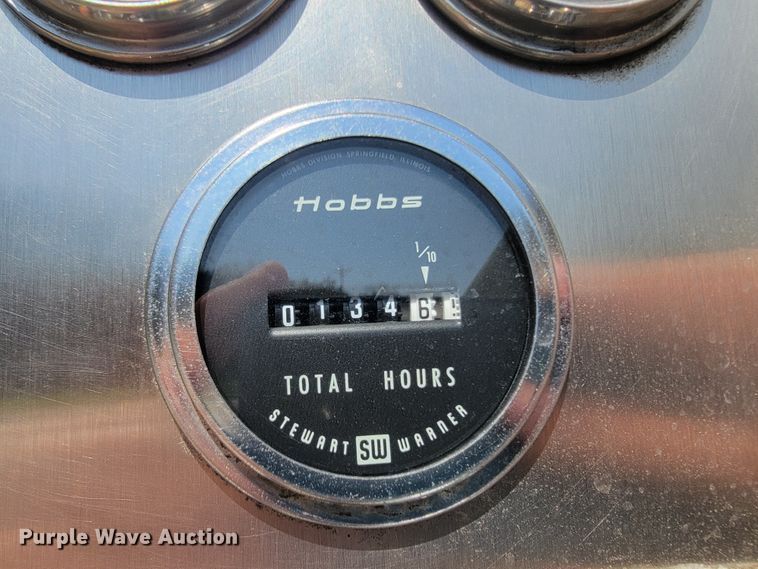 HOBBS DIVISION SPRINGFIELD, ILLINOIS
Hobbs
1/10
0 1 3 4 6
TOTAL HOURS
STEWART SW WARNER
Purple Wave Auction